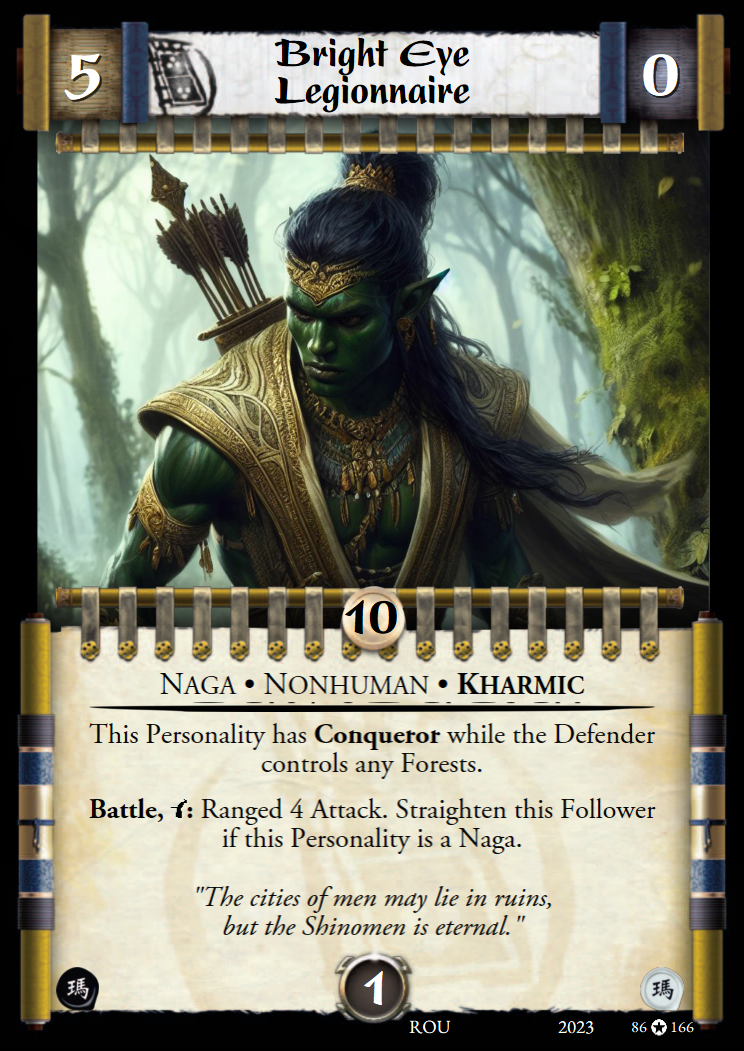 5
Bright Eye
Legionnaire
0
10
Naga • Nonhuman • Kharmic
This Personality has Conqueror while the Defender
controls any Forests.
Battle, : Ranged 4 Attack. Straighten this Follower
if this Personality is a Naga.
"The cities of men may lie in ruins,
but the Shinomen is eternal."
瑪
1
瑪
ROU 2023 86 166